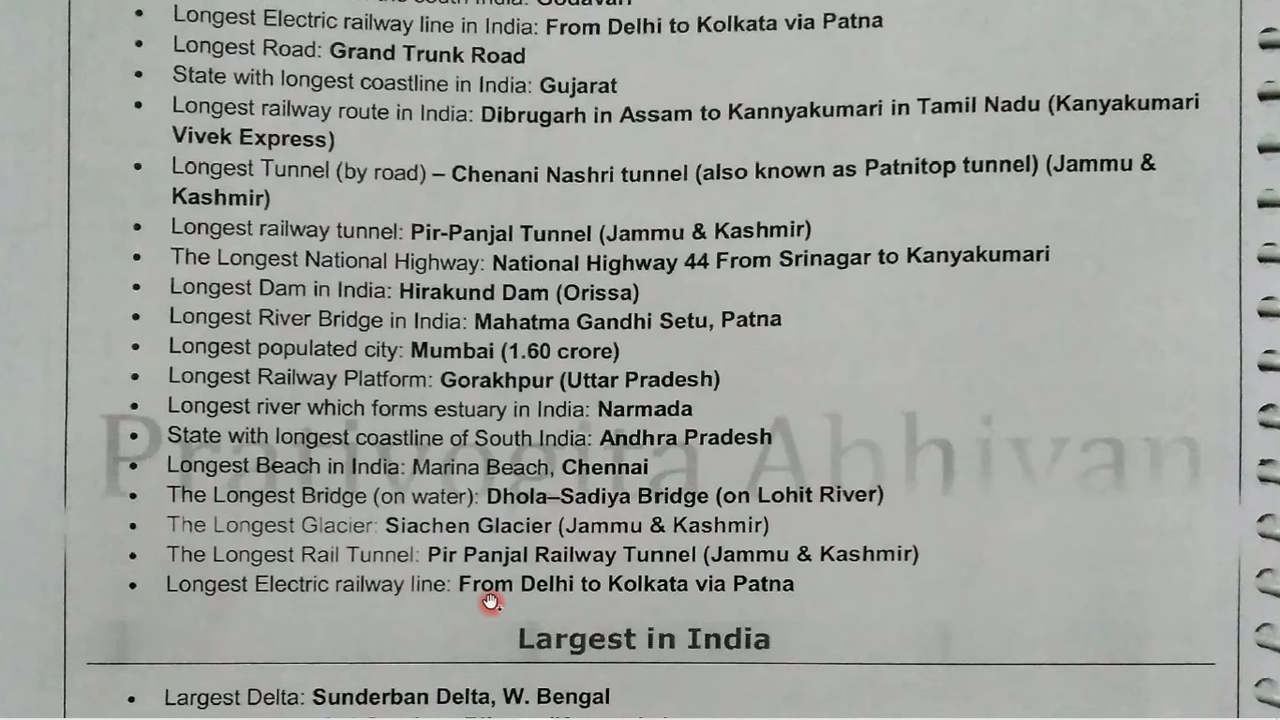 Godavari
• Longest Electric railway line in India: From Delhi to Kolkata via Patna
• Longest Road: Grand Trunk Road
• State with longest coastline in India: Gujarat
• Longest railway route in India: Dibrugarh in Assam to Kannyakumari in Tamil Nadu (Kanyakumari
Vivek Express)
• Longest Tunnel (by road) – Chenani Nashri tunnel (also known as Patnitop tunnel) (Jammu &
Kashmir)
• Longest railway tunnel: Pir-Panjal Tunnel (Jammu & Kashmir)
• The Longest National Highway: National Highway 44 From Srinagar to Kanyakumari
• Longest Dam in India: Hirakund Dam (Orissa)
• Longest River Bridge in India: Mahatma Gandhi Setu, Patna
• Longest populated city: Mumbai (1.60 crore)
• Longest Railway Platform: Gorakhpur (Uttar Pradesh)
• Longest river which forms estuary in India: Narmada
• State with longest coastline of South India: Andhra Pradesh
• Longest Beach in India: Marina Beach, Chennai
• The Longest Bridge (on water): Dhola–Sadiya Bridge (on Lohit River)
• The Longest Glacier: Siachen Glacier (Jammu & Kashmir)
• The Longest Rail Tunnel: Pir Panjal Railway Tunnel (Jammu & Kashmir)
• Longest Electric railway line: From Delhi to Kolkata via Patna
Largest in India
• Largest Delta: Sunderban Delta, W. Bengal